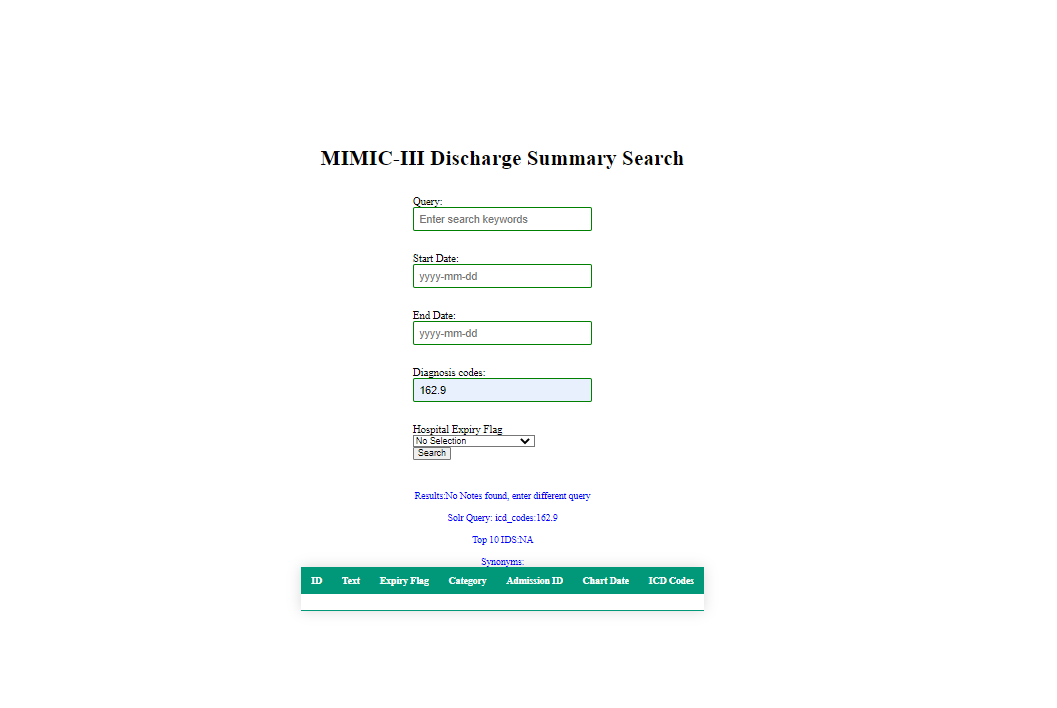 MIMIC-III Discharge Summary Search
Query:
Enter search keywords
Start Date:
yyyy-mm-dd
End Date:
yyyy-mm-dd
Diagnosis codes:
162.9
Hospital Expiry Flag
No Selection
Search
Results:No Notes found, enter different query
Solr Query: icd_codes:162.9
Top 10 IDS:NA
Synonyms:
ID Text Expiry Flag Category Admission ID Chart Date ICD Codes